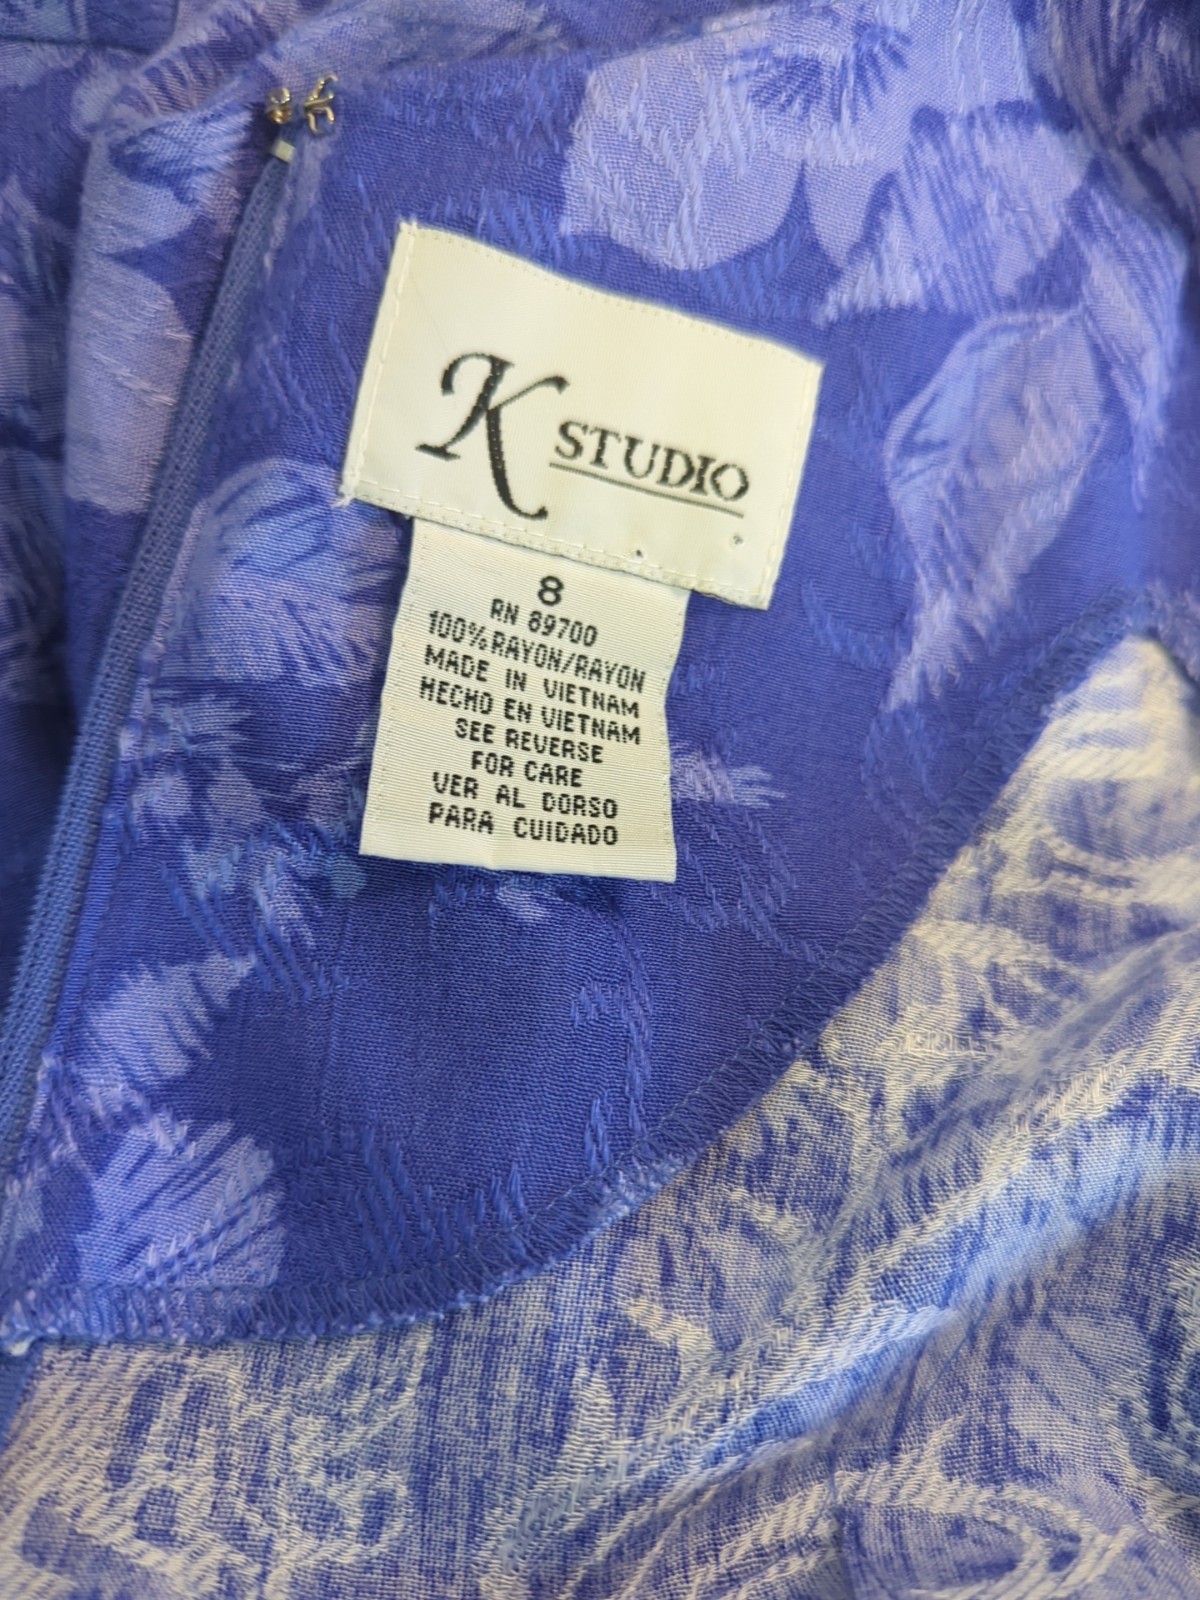 K STUDIO
8
RN 89700
100% RAYON/RAYON
MADE IN VIETNAM
HECHO EN VIETNAM
SEE REVERSE
FOR CARE
VER AL DORSO
PARA CUIDADO